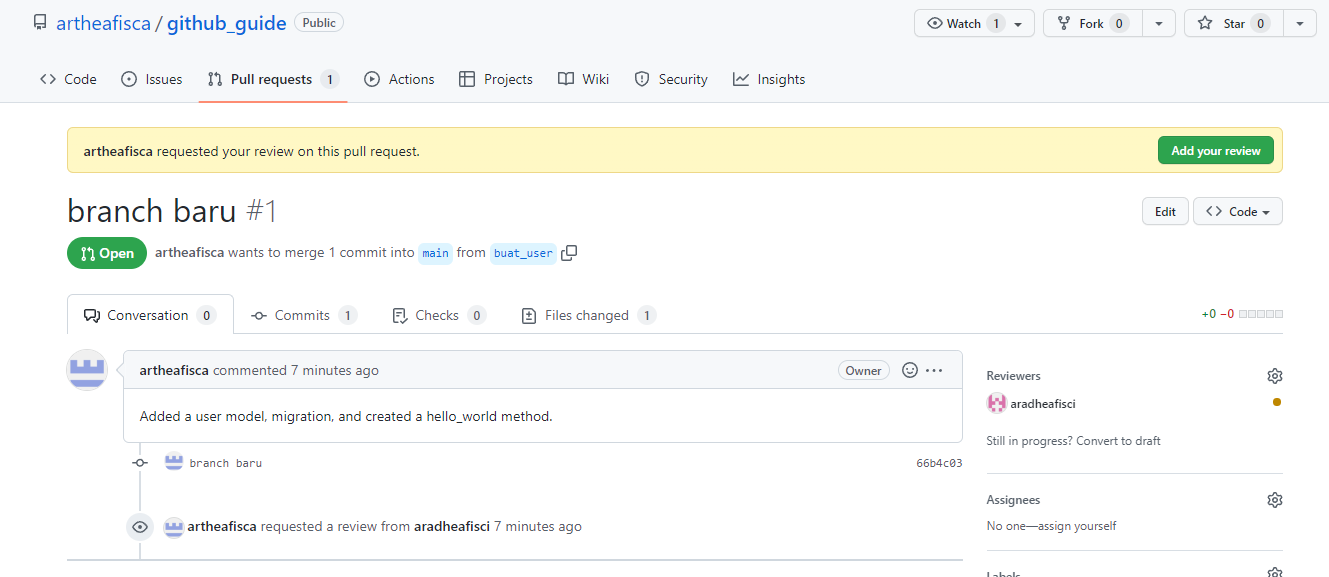 artheafisca / github_guide Public Watch 1 Fork 0 Star 0
Code Issues Pull requests 1 Actions Projects Wiki Security Insights
artheafisca requested your review on this pull request. Add your review
branch baru #1 Edit Code
Open artheafisca wants to merge 1 commit into main from buat_user
Conversation 0 Commits 1 Checks 0 Files changed 1 +0 −0
artheafisca commented 7 minutes ago Owner
Added a user model, migration, and created a hello_world method.
branch baru 66b4c03
artheafisca requested a review from aradheafisci 7 minutes ago
Reviewers
aradheafisci
Still in progress? Convert to draft
Assignees
No one—assign yourself
Labels